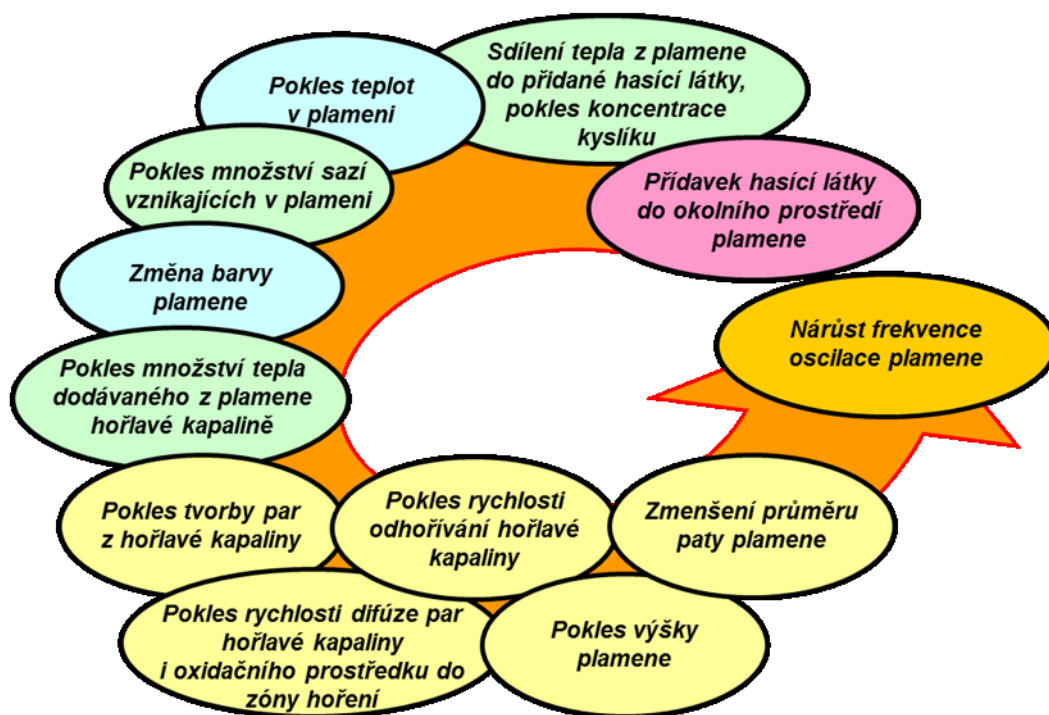 Sdílení tepla z plamene
do přidané hasící látky,
pokles koncentrace
kyslíku
Pokles teplot
v plameni
Pokles množství sazí
vznikajících v plameni
Přídavek hasící látky
do okolního prostředí
plamene
Změna barvy
plamene
Nárůst frekvence
oscilace plamene
Pokles množství tepla
dodávaného z plamene
hořlavé kapalině
Pokles tvorby par
z hořlavé kapaliny
Pokles rychlosti
odhořívání hořlavé
kapaliny
Zmenšení průměru
paty plamene
Pokles rychlosti difúze par
hořlavé kapaliny
i oxidačního prostředku do
zóny hoření
Pokles výšky
plamene